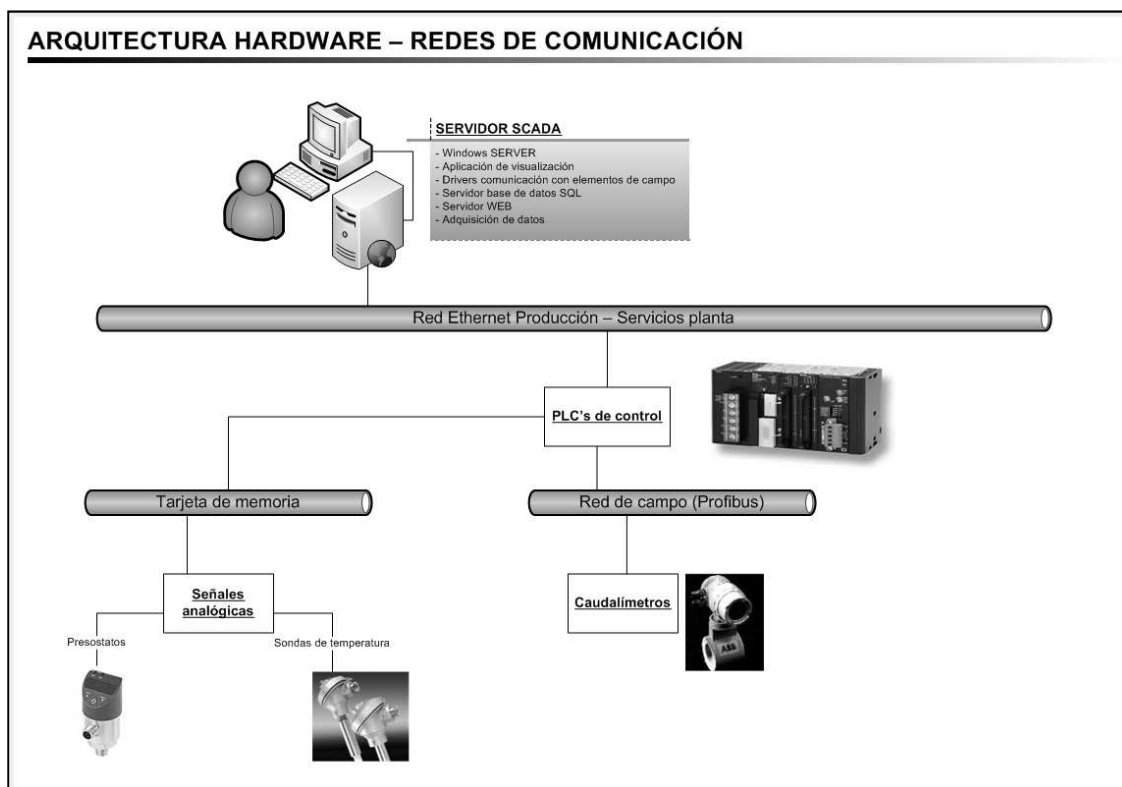 ARQUITECTURA HARDWARE – REDES DE COMUNICACIÓN
SERVIDOR SCADA
- Windows SERVER
- Aplicación de visualización
- Drivers comunicación con elementos de campo
- Servidor base de datos SQL
- Servidor WEB
- Adquisición de datos
Red Ethernet Producción – Servicios planta
PLC's de control
Tarjeta de memoria
Red de campo (Profibus)
Señales
analógicas
Caudalímetros
Presostatos
Sondas de temperatura
ABB